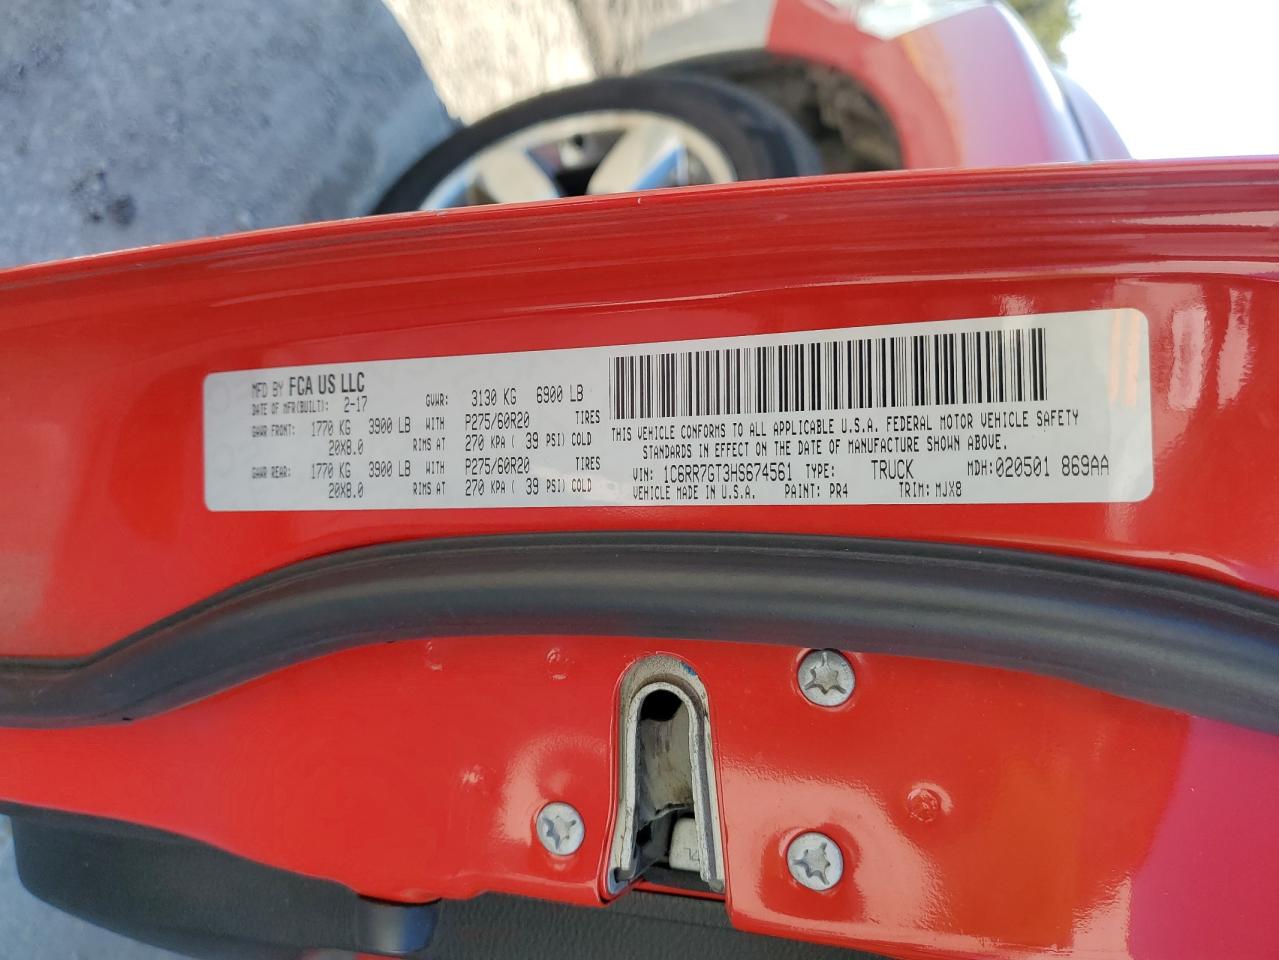 MFD BY FCA US LLC
DATE OF MFR(BUILT): 2-17 GVWR: 3130 KG 6900 LB
GAWR FRONT: 1770 KG 3900 LB WITH P275/60R20 TIRES
20X8.0 RIMS AT 270 KPA ( 39 PSI) COLD
GAWR REAR: 1770 KG 3900 LB WITH P275/60R20 TIRES
20X8.0 RIMS AT 270 KPA ( 39 PSI) COLD
THIS VEHICLE CONFORMS TO ALL APPLICABLE U.S.A. FEDERAL MOTOR VEHICLE SAFETY
STANDARDS IN EFFECT ON THE DATE OF MANUFACTURE SHOWN ABOVE.
VIN: 1C6RR7GT3HS674561 TYPE: TRUCK MDH:020501 869AA
VEHICLE MADE IN U.S.A. PAINT: PR4 TRIM: MJX8